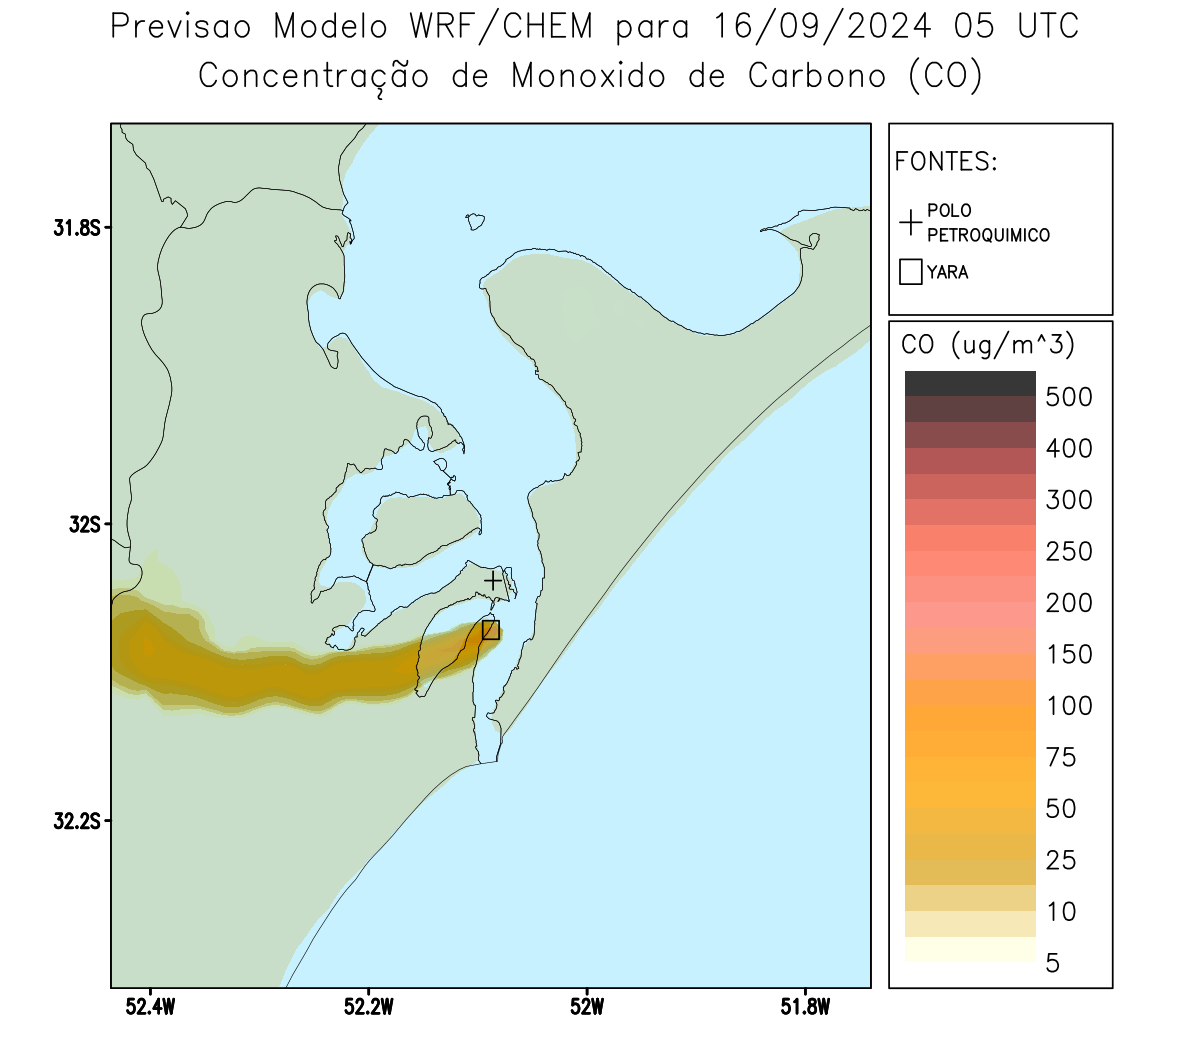 Previsao Modelo WRF/CHEM para 16/09/2024 05 UTC
Concentração de Monoxido de Carbono (CO)
FONTES:
POLO
PETROQUIMICO
YARA
CO (ug/m^3)
500
400
300
250
200
150
100
75
50
25
10
5
31.8S
32S
32.2S
52.4W
52.2W
52W
51.8W